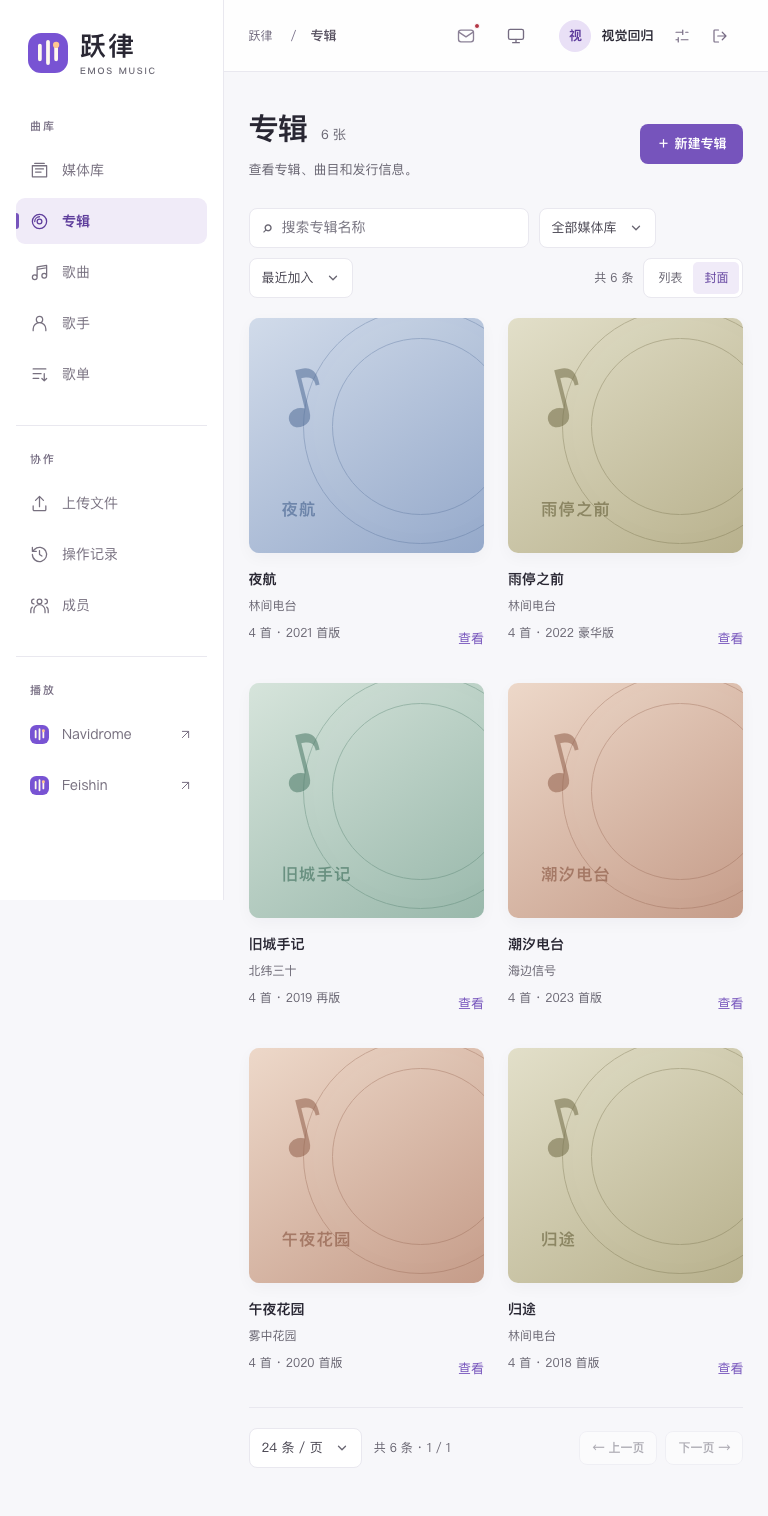 跃律
EMOS MUSIC
曲库
媒体库
专辑
歌曲
歌手
歌单
协作
上传文件
操作记录
成员
播放
Navidrome
Feishin
跃律 / 专辑
视 视觉回归
专辑 6 张
查看专辑、曲目和发行信息。
+ 新建专辑
搜索专辑名称
全部媒体库
最近加入
共 6 条
列表 封面
夜航
夜航
林间电台
4 首 · 2021 首版
查看
雨停之前
雨停之前
林间电台
4 首 · 2022 豪华版
查看
旧城手记
旧城手记
北纬三十
4 首 · 2019 再版
查看
潮汐电台
潮汐电台
海边信号
4 首 · 2023 首版
查看
午夜花园
午夜花园
雾中花园
4 首 · 2020 首版
查看
归途
归途
林间电台
4 首 · 2018 首版
查看
24 条 / 页
共 6 条 · 1 / 1
← 上一页
下一页 →